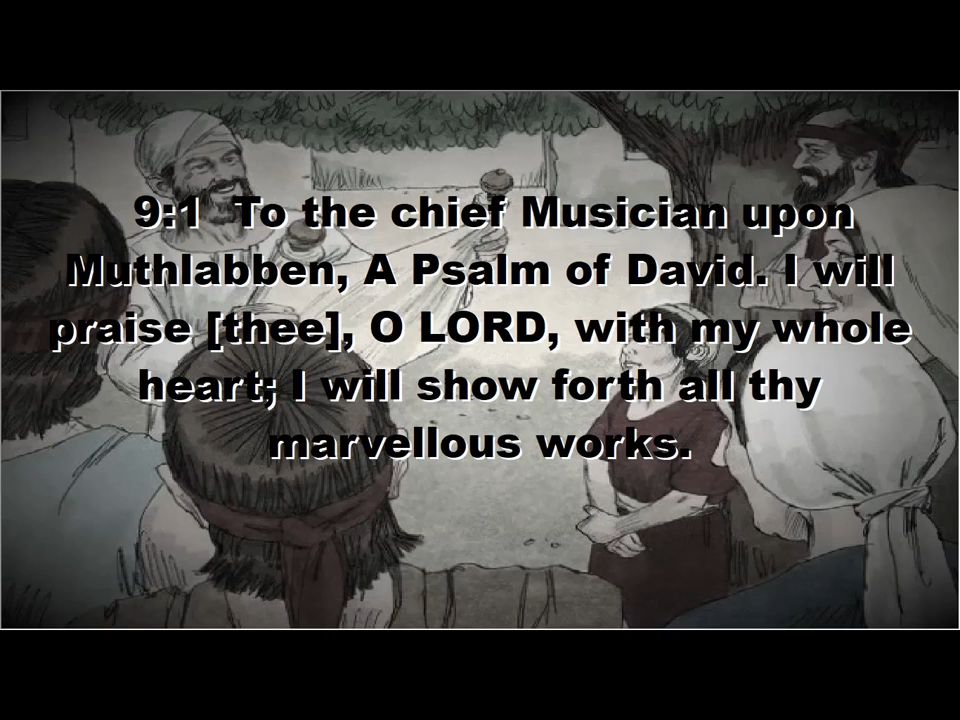 9:1 To the chief Musician upon
Muthlabben, A Psalm of David. I will
praise [thee], O LORD, with my whole
heart; I will show forth all thy
marvellous works.